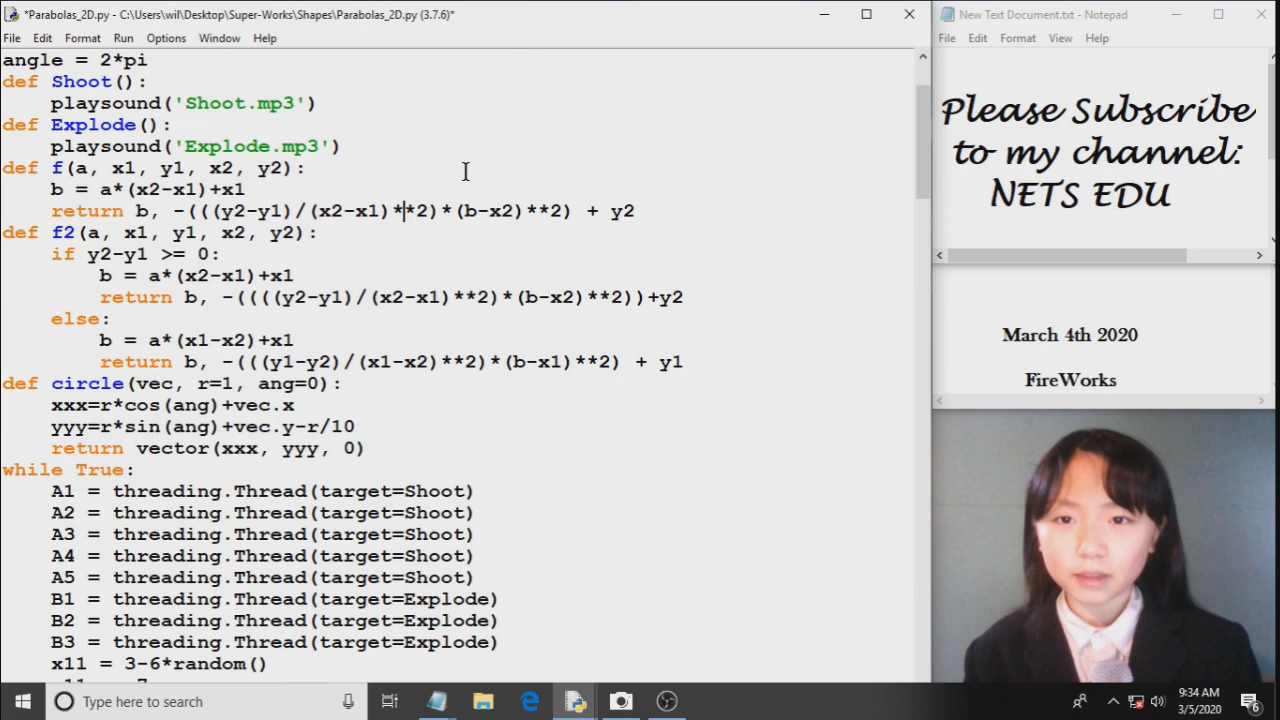 *Parabolas_2D.py - C:\Users\wil\Desktop\Super-Works\Shapes\Parabolas_2D.py (3.7.6)*
File Edit Format Run Options Window Help
angle = 2*pi
def Shoot():
    playsound('Shoot.mp3')
def Explode():
    playsound('Explode.mp3')
def f(a, x1, y1, x2, y2):
    b = a*(x2-x1)+x1
    return b, -(((y2-y1)/(x2-x1)**2)*(b-x2)**2) + y2
def f2(a, x1, y1, x2, y2):
    if y2-y1 >= 0:
        b = a*(x2-x1)+x1
        return b, -((((y2-y1)/(x2-x1)**2)*(b-x2)**2))+y2
    else:
        b = a*(x1-x2)+x1
        return b, -(((y1-y2)/(x1-x2)**2)*(b-x1)**2) + y1
def circle(vec, r=1, ang=0):
    xxx=r*cos(ang)+vec.x
    yyy=r*sin(ang)+vec.y-r/10
    return vector(xxx, yyy, 0)
while True:
    A1 = threading.Thread(target=Shoot)
    A2 = threading.Thread(target=Shoot)
    A3 = threading.Thread(target=Shoot)
    A4 = threading.Thread(target=Shoot)
    A5 = threading.Thread(target=Shoot)
    B1 = threading.Thread(target=Explode)
    B2 = threading.Thread(target=Explode)
    B3 = threading.Thread(target=Explode)
    x11 = 3-6*random()
New Text Document.txt - Notepad
File Edit Format View Help
Please Subscribe
to my channel:
NETS EDU
March 4th 2020
FireWorks
Type here to search
9:34 AM
3/5/2020
6